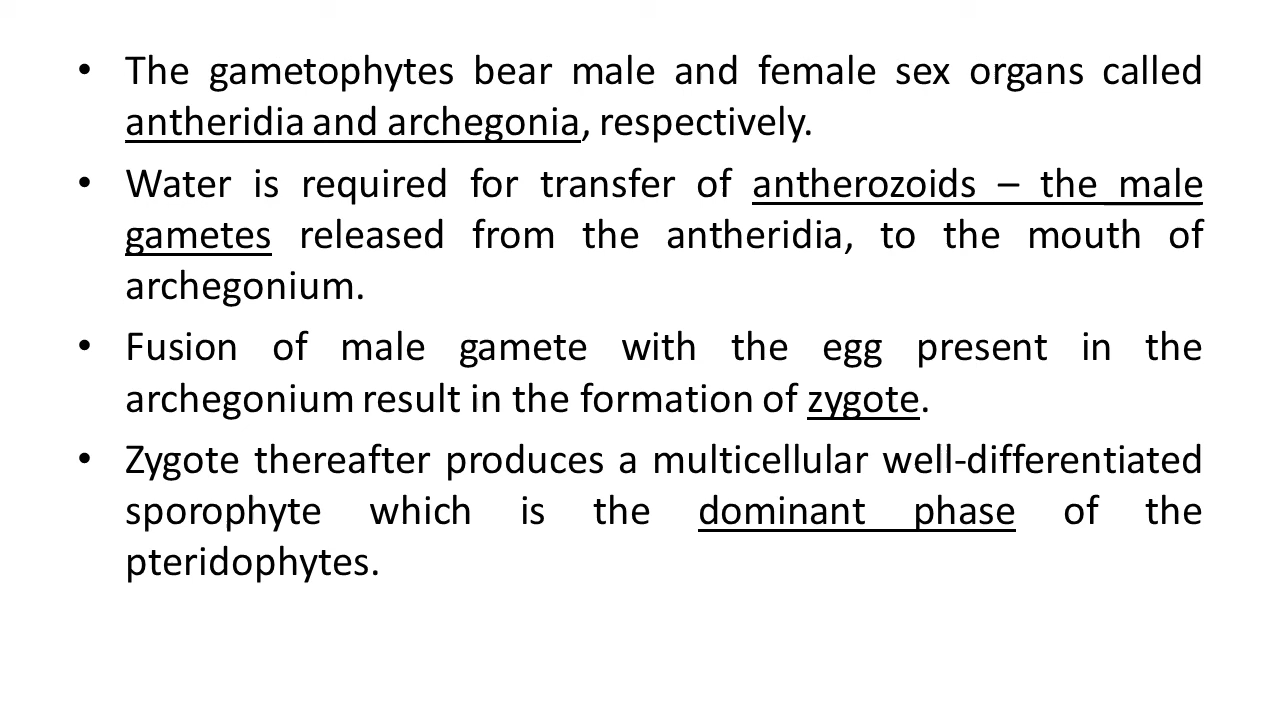 • The gametophytes bear male and female sex organs called
antheridia and archegonia, respectively.
• Water is required for transfer of antherozoids – the male
gametes released from the antheridia, to the mouth of
archegonium.
• Fusion of male gamete with the egg present in the
archegonium result in the formation of zygote.
• Zygote thereafter produces a multicellular well-differentiated
sporophyte which is the dominant phase of the
pteridophytes.